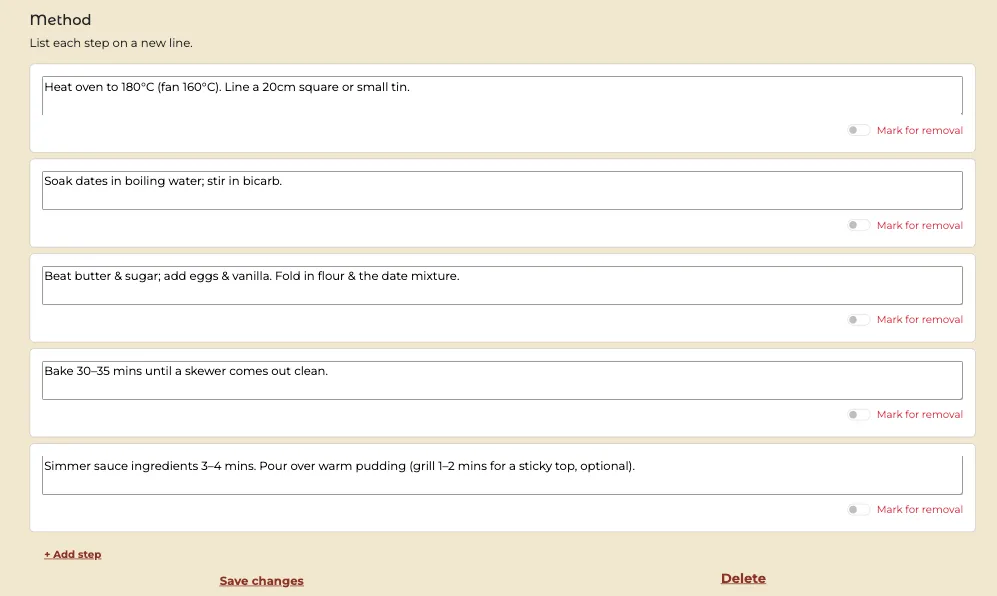 Method
List each step on a new line.
Heat oven to 180°C (fan 160°C). Line a 20cm square or small tin.
Mark for removal
Soak dates in boiling water; stir in bicarb.
Mark for removal
Beat butter & sugar; add eggs & vanilla. Fold in flour & the date mixture.
Mark for removal
Bake 30–35 mins until a skewer comes out clean.
Mark for removal
Simmer sauce ingredients 3–4 mins. Pour over warm pudding (grill 1–2 mins for a sticky top, optional).
Mark for removal
+ Add step
Save changes
Delete